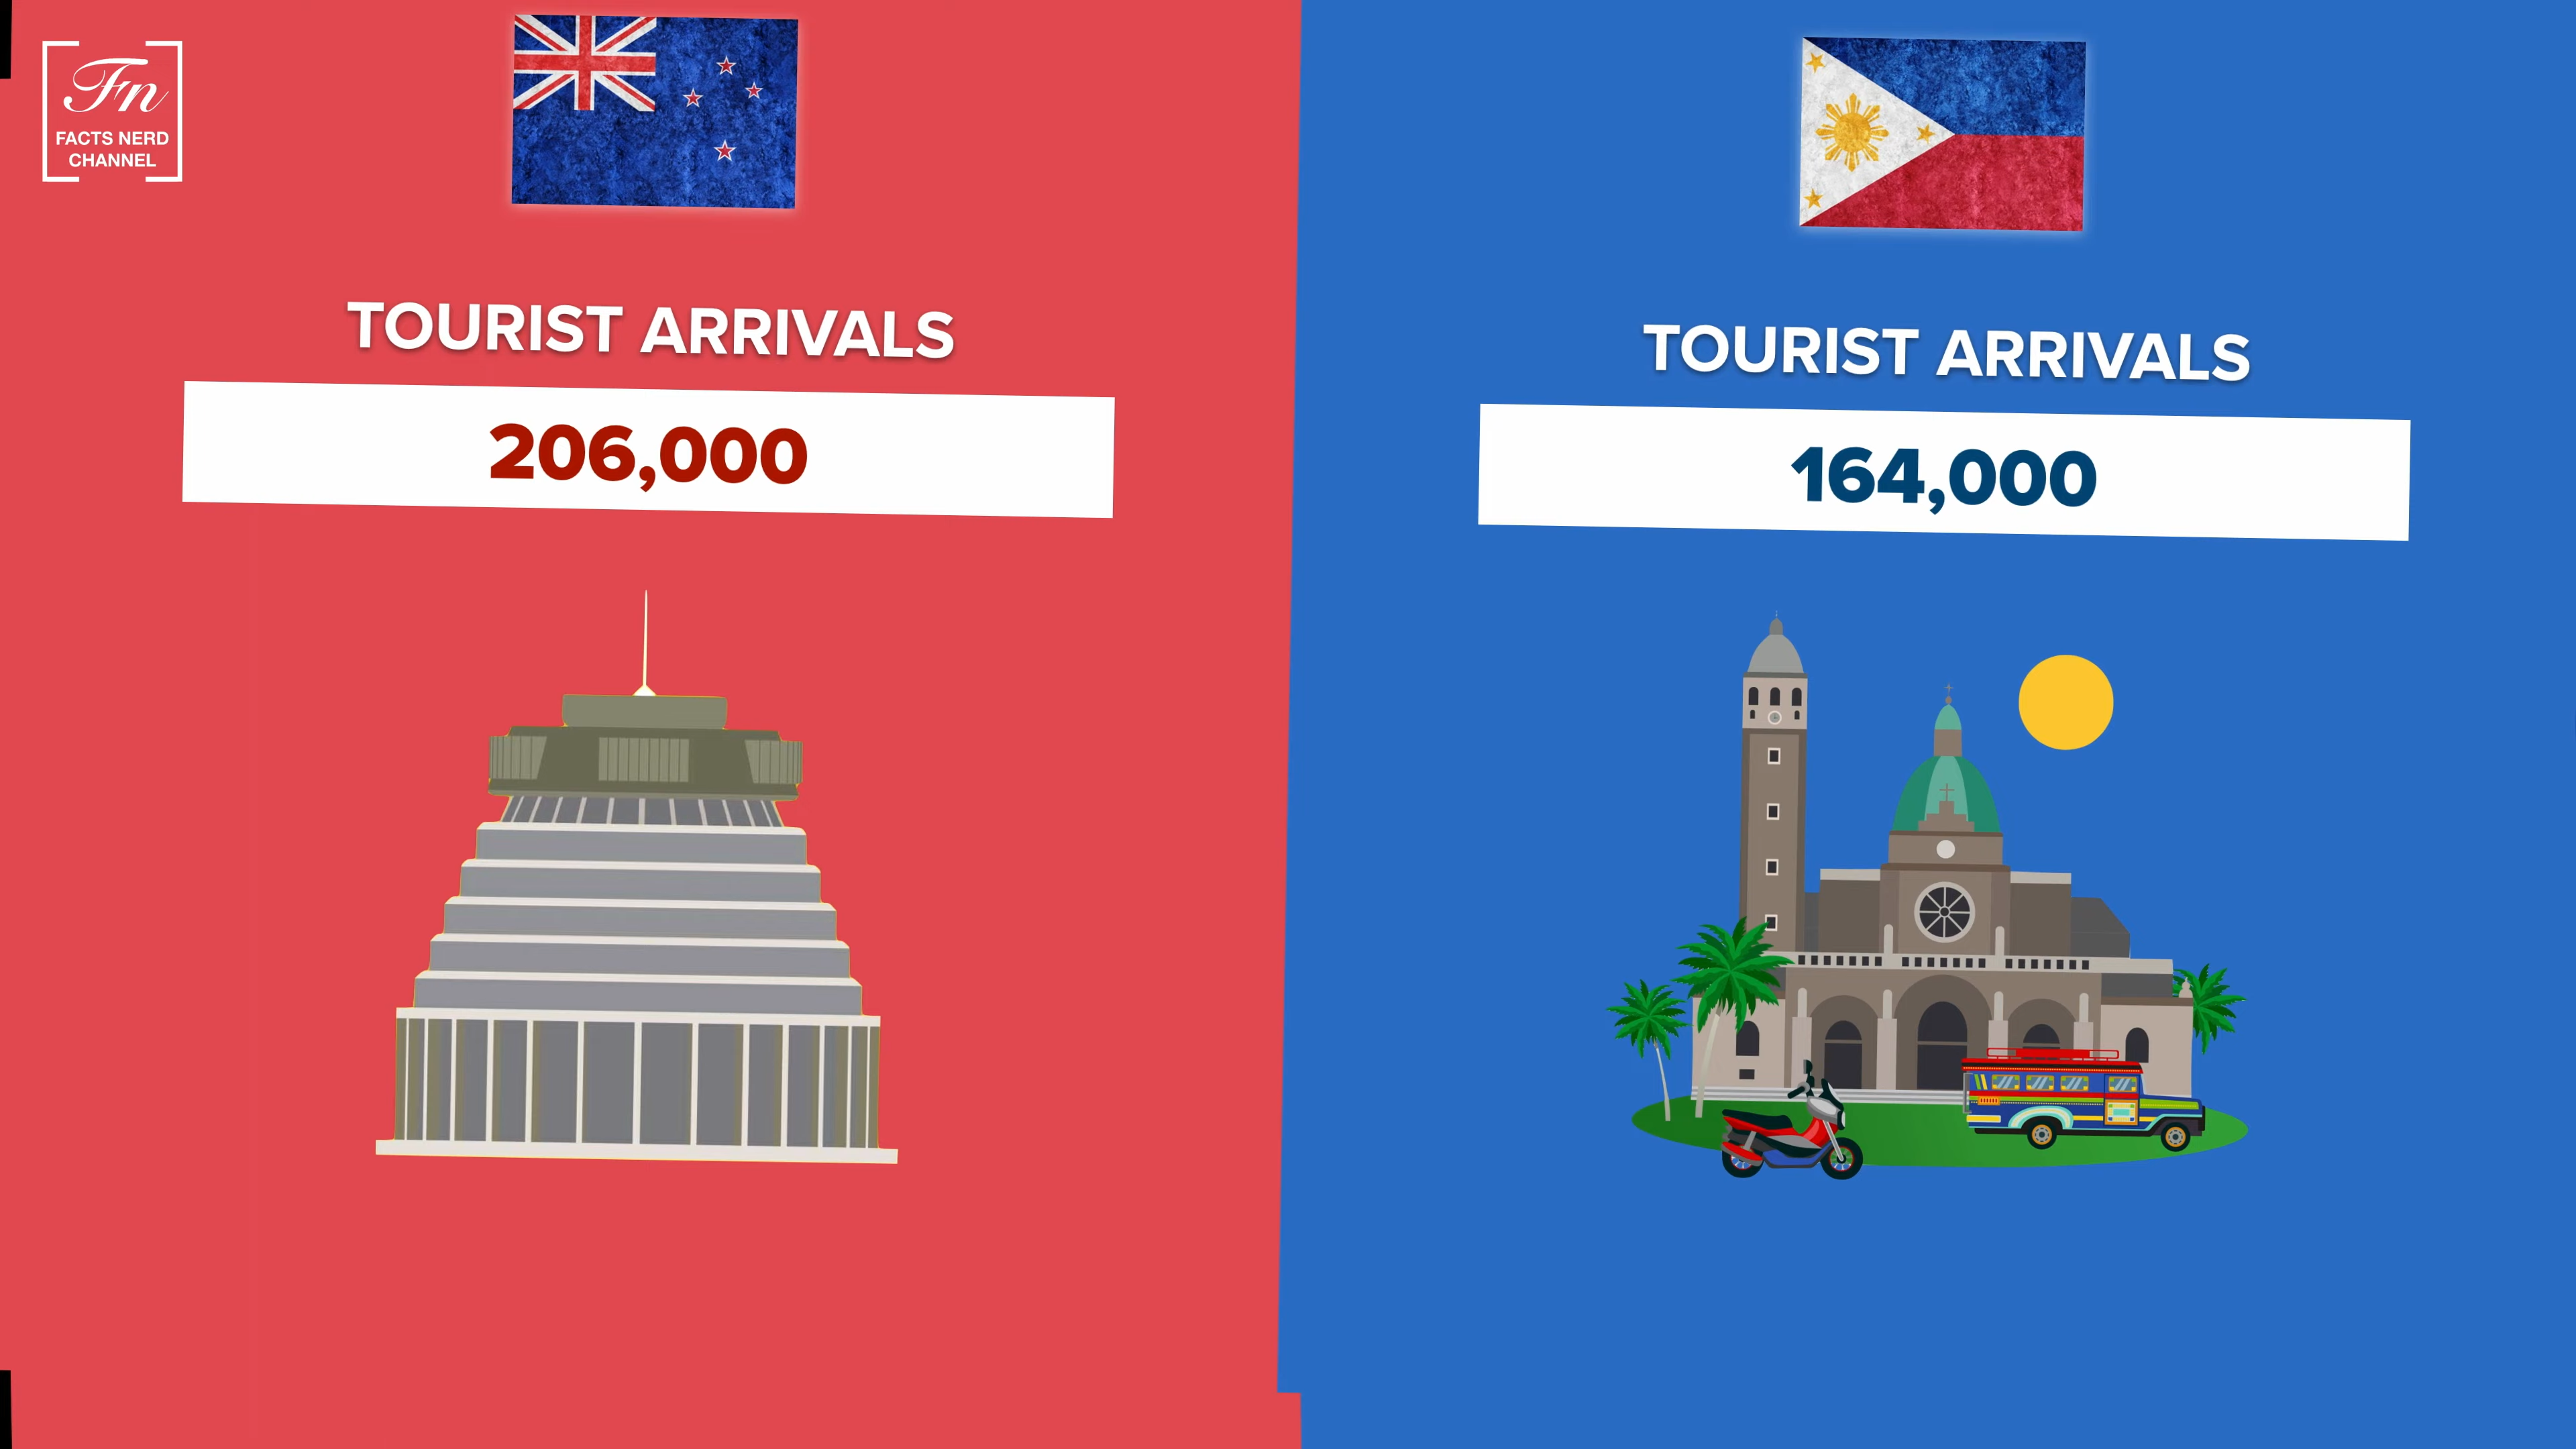 Fn
FACTS NERD
CHANNEL
TOURIST ARRIVALS
206,000
TOURIST ARRIVALS
164,000